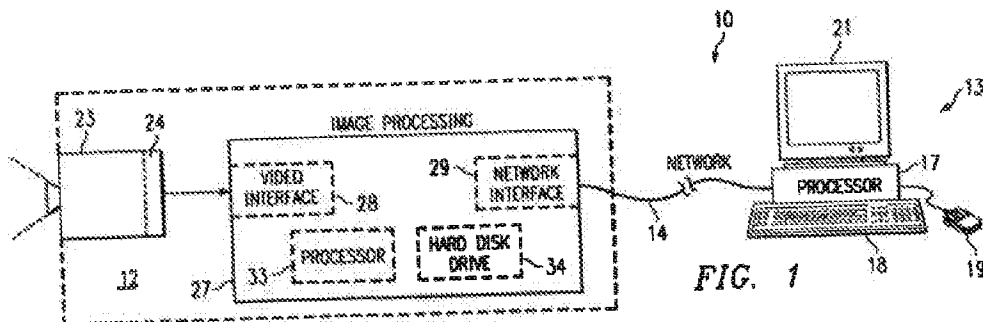 10
21
13
23
24
IMAGE PROCESSING
VIDEO
INTERFACE
28
29
NETWORK
INTERFACE
NETWORK
17
PROCESSOR
14
12
27
33
PROCESSOR
HARD DISK
DRIVE
34
18
19
FIG. 1